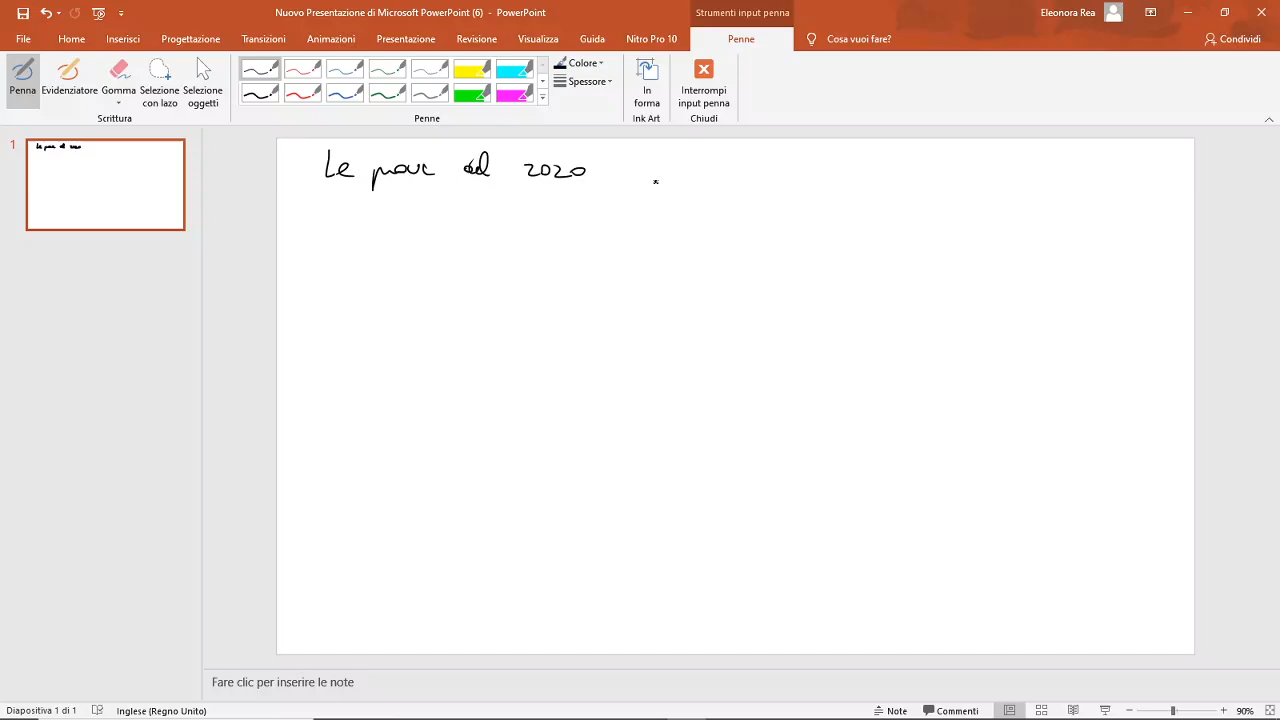 Nuovo Presentazione di Microsoft PowerPoint (6) - PowerPoint
Strumenti input penna
Eleonora Rea
File Home Inserisci Progettazione Transizioni Animazioni Presentazione Revisione Visualizza Guida Nitro Pro 10 Penne Cosa vuoi fare? Condividi
Penna Evidenziatore Gomma Selezione con lazo Selezione oggetti
Colore
Spessore
In forma
Interrompi input penna
Scrittura Penne Ink Art Chiudi
1
Le prove del 2020
Fare clic per inserire le note
Diapositiva 1 di 1 Inglese (Regno Unito) Note Commenti 90%